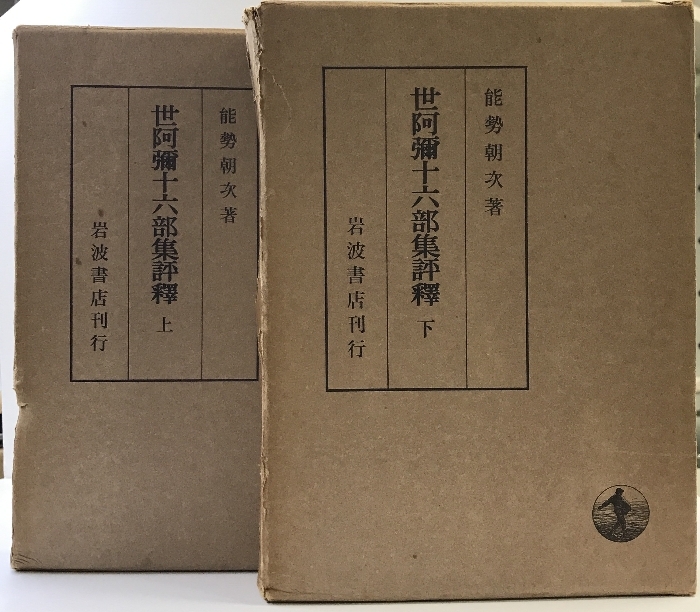 能勢朝次著
世阿彌十六部集評釋 下
岩波書店刊行
能勢朝次著
世阿彌十六部集評釋 上
岩波書店刊行